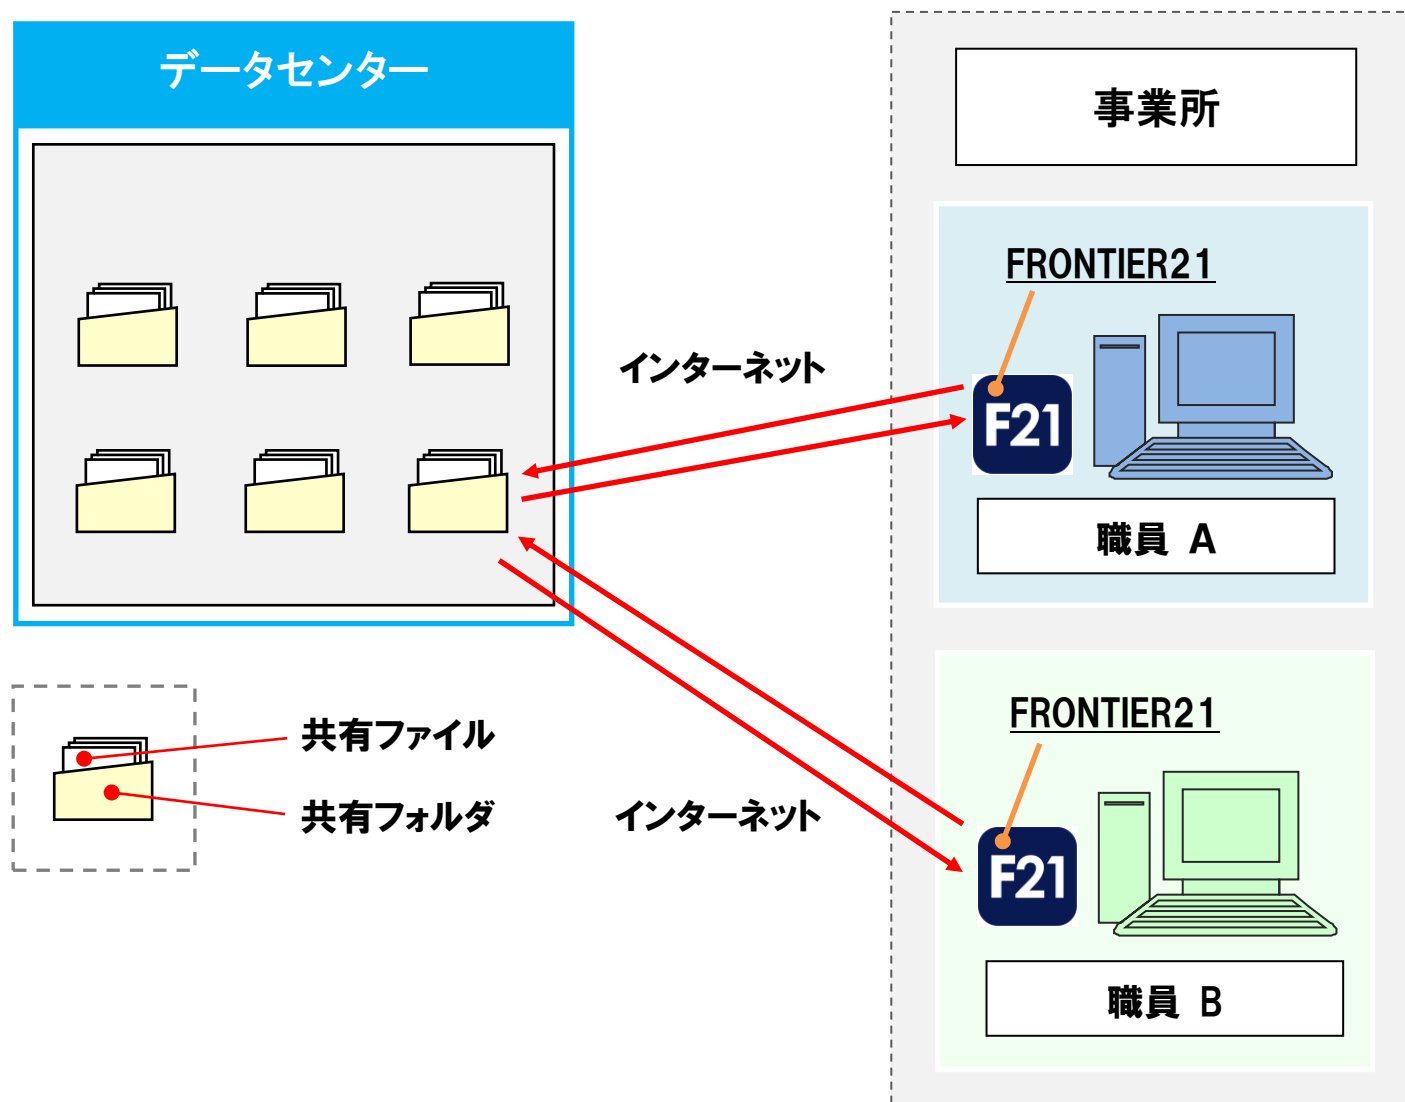 データセンター
事業所
FRONTIER21
インターネット
F21
職員 A
共有ファイル
共有フォルダ
インターネット
FRONTIER21
F21
職員 B